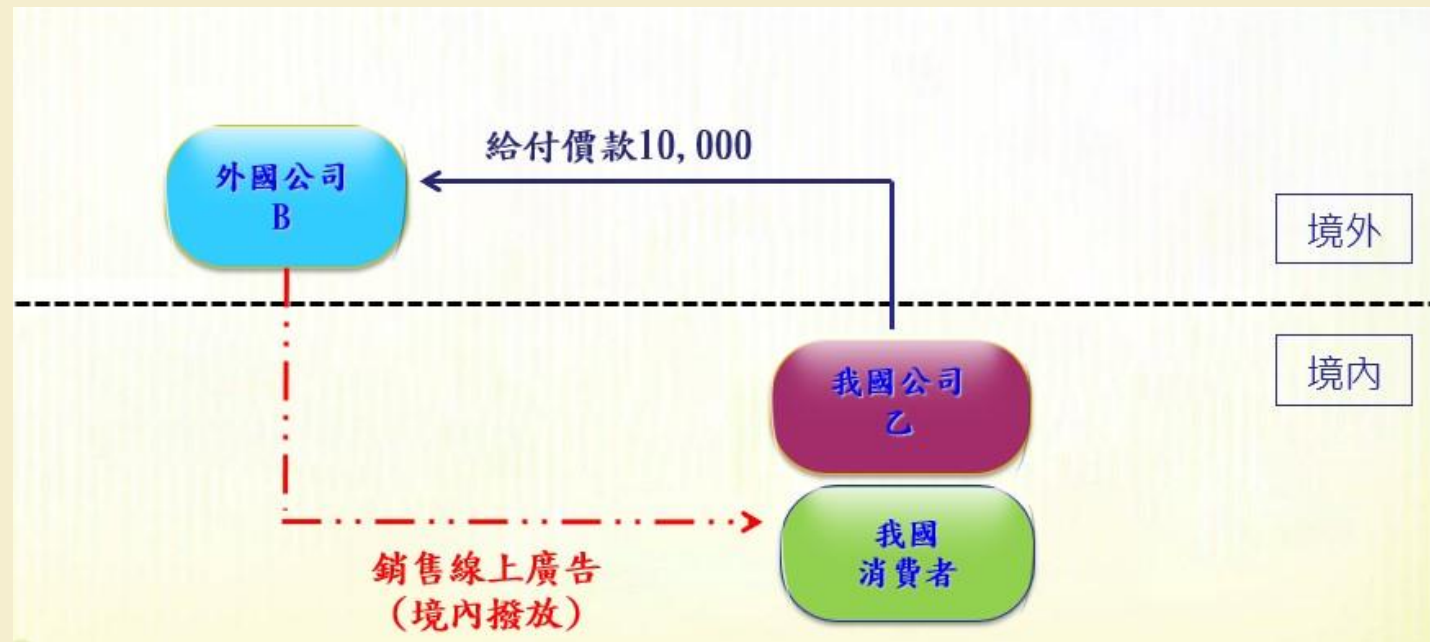 給付價款10,000
外國公司
B
境外
境內
我國公司
乙
我國
消費者
銷售線上廣告
(境內撥放)